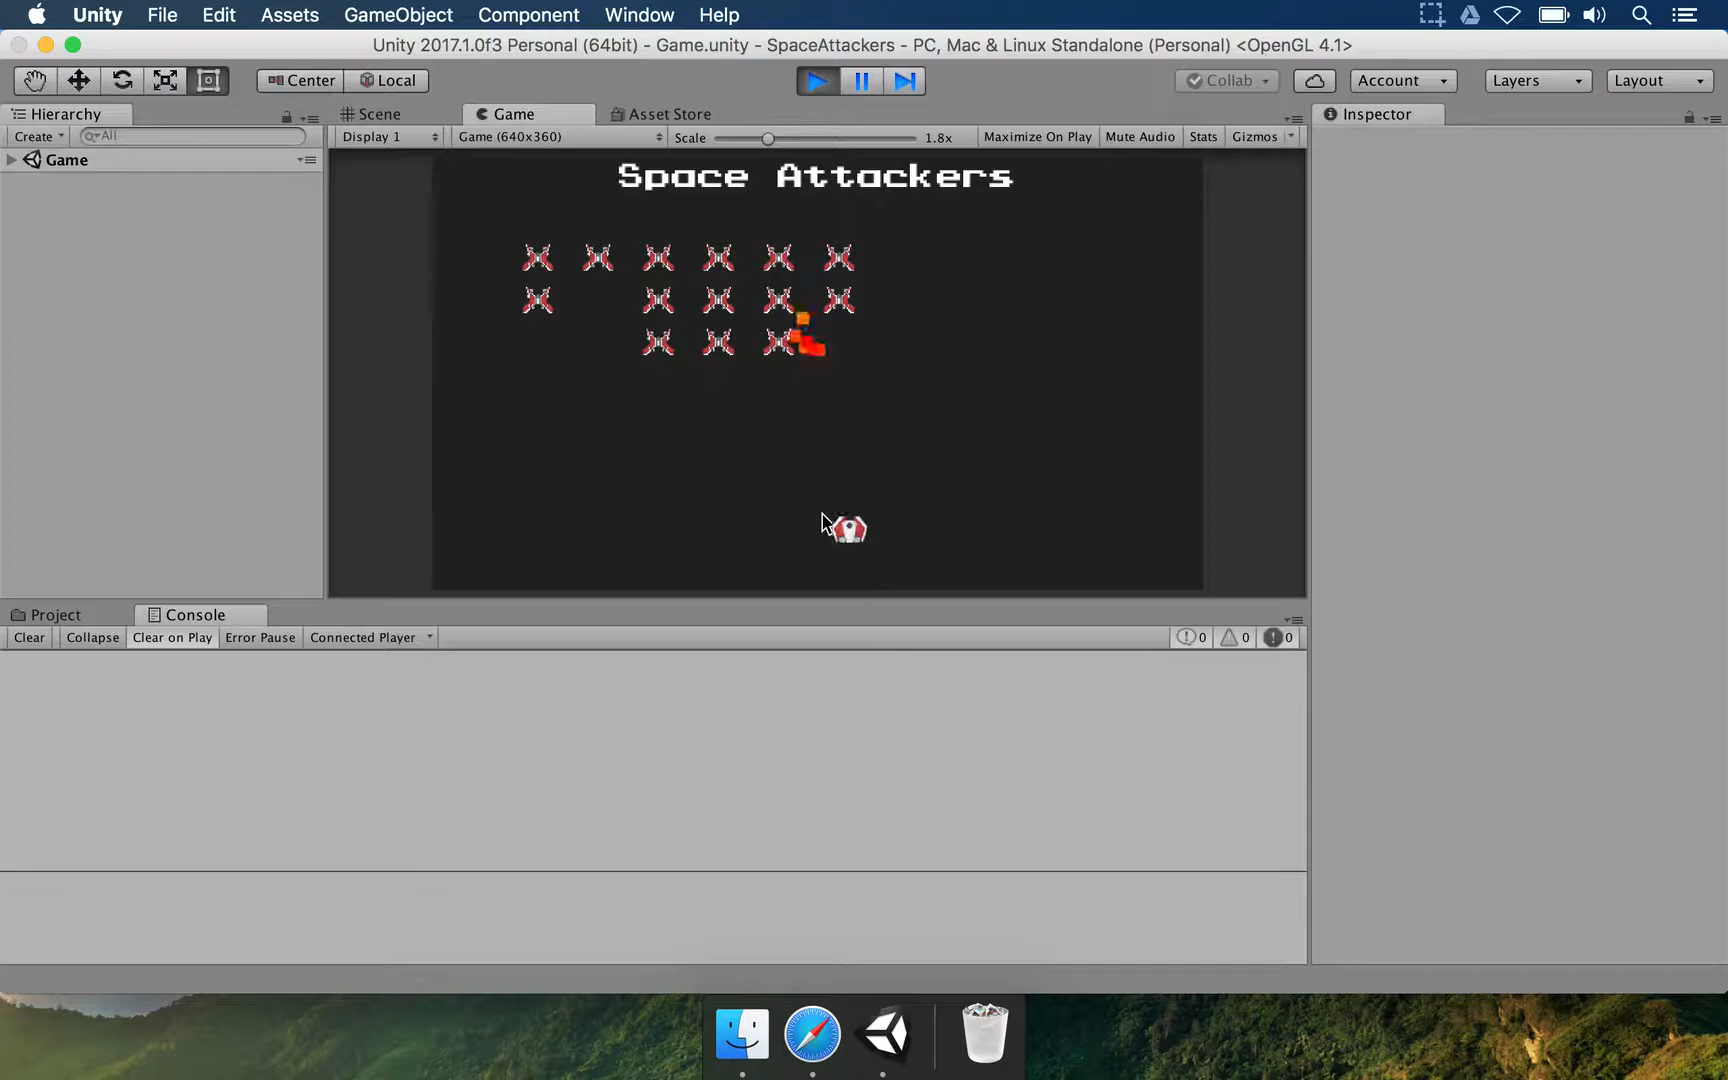 Unity File Edit Assets GameObject Component Window Help
Unity 2017.1.0f3 Personal (64bit) - Game.unity - SpaceAttackers - PC, Mac & Linux Standalone (Personal) <OpenGL 4.1>
Center Local Collab Account Layers Layout
Hierarchy Scene Game Asset Store Inspector
Create All Display 1 Game (640x360) Scale 1.8x Maximize On Play Mute Audio Stats Gizmos
Game
Space Attackers
Project Console
Clear Collapse Clear on Play Error Pause Connected Player 0 0 0